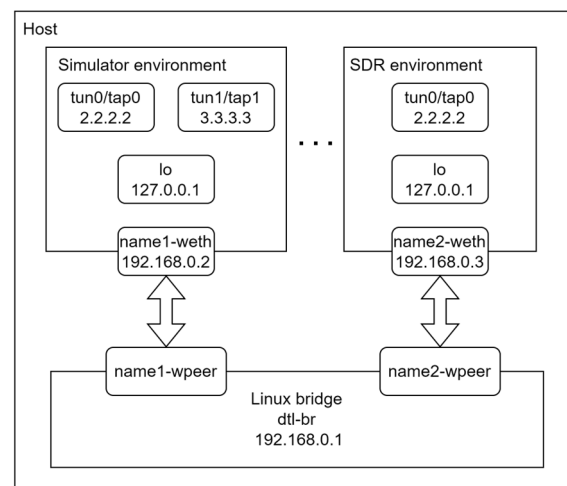 Host
Simulator environment
tun0/tap0
2.2.2.2
tun1/tap1
3.3.3.3
lo
127.0.0.1
name1-weth
192.168.0.2
. . .
SDR environment
tun0/tap0
2.2.2.2
lo
127.0.0.1
name2-weth
192.168.0.3
name1-wpeer
name2-wpeer
Linux bridge
dtl-br
192.168.0.1